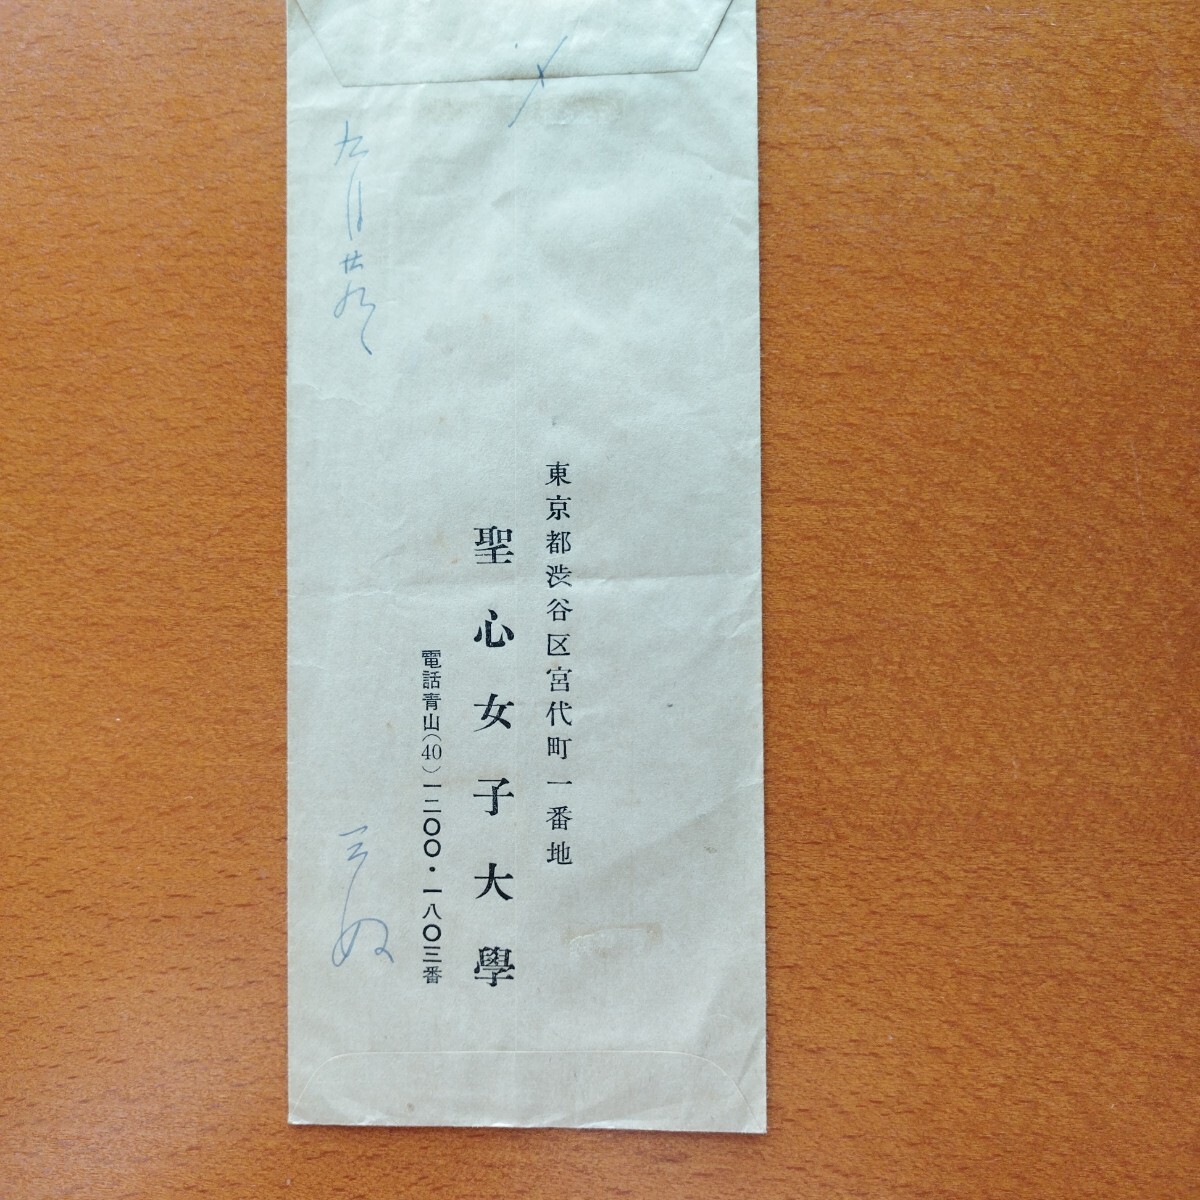 東京都渋谷区宮代町一番地
聖心女子大學
電話青山(40)一二〇〇・一八〇三番